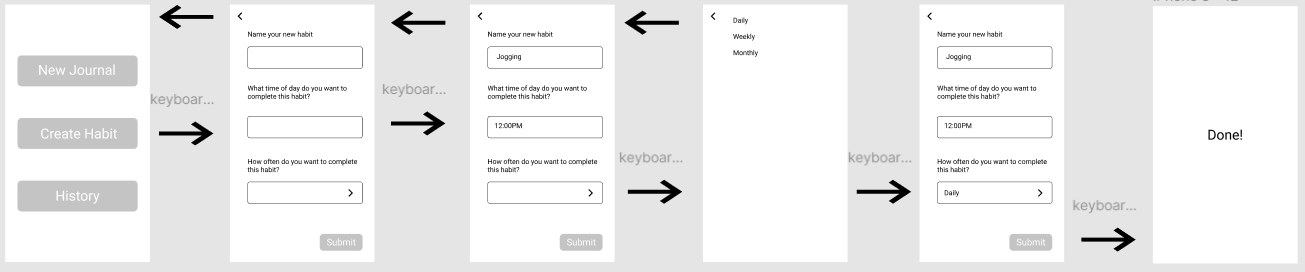 New Journal
Create Habit
History
keyboar...
Name your new habit
What time of day do you want to
complete this habit?
How often do you want to complete
this habit?
Submit
keyboar...
Name your new habit
Jogging
What time of day do you want to
complete this habit?
12:00PM
How often do you want to complete
this habit?
Submit
keyboar...
Daily
Weekly
Monthly
keyboar...
Name your new habit
Jogging
What time of day do you want to
complete this habit?
12:00PM
How often do you want to complete
this habit?
Daily
Submit
keyboar...
Done!